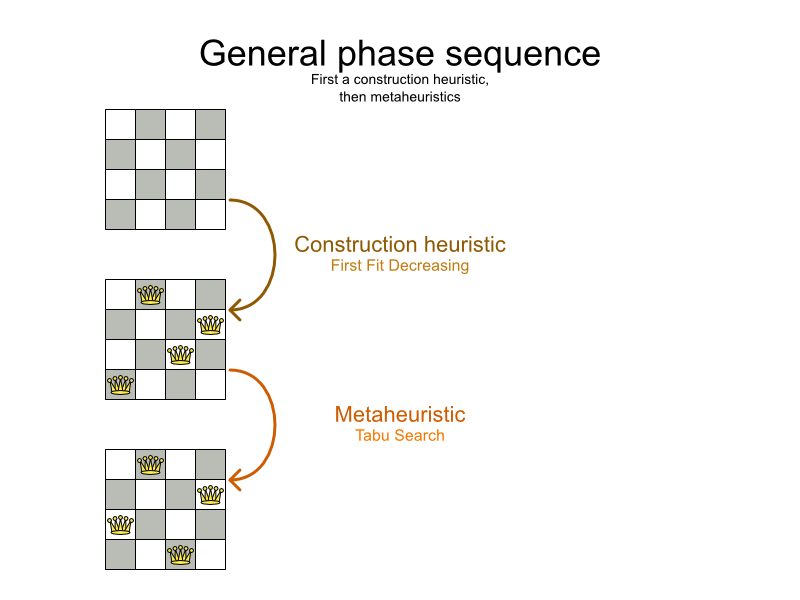 General phase sequence
First a construction heuristic,
then metaheuristics
Construction heuristic
First Fit Decreasing
Metaheuristic
Tabu Search